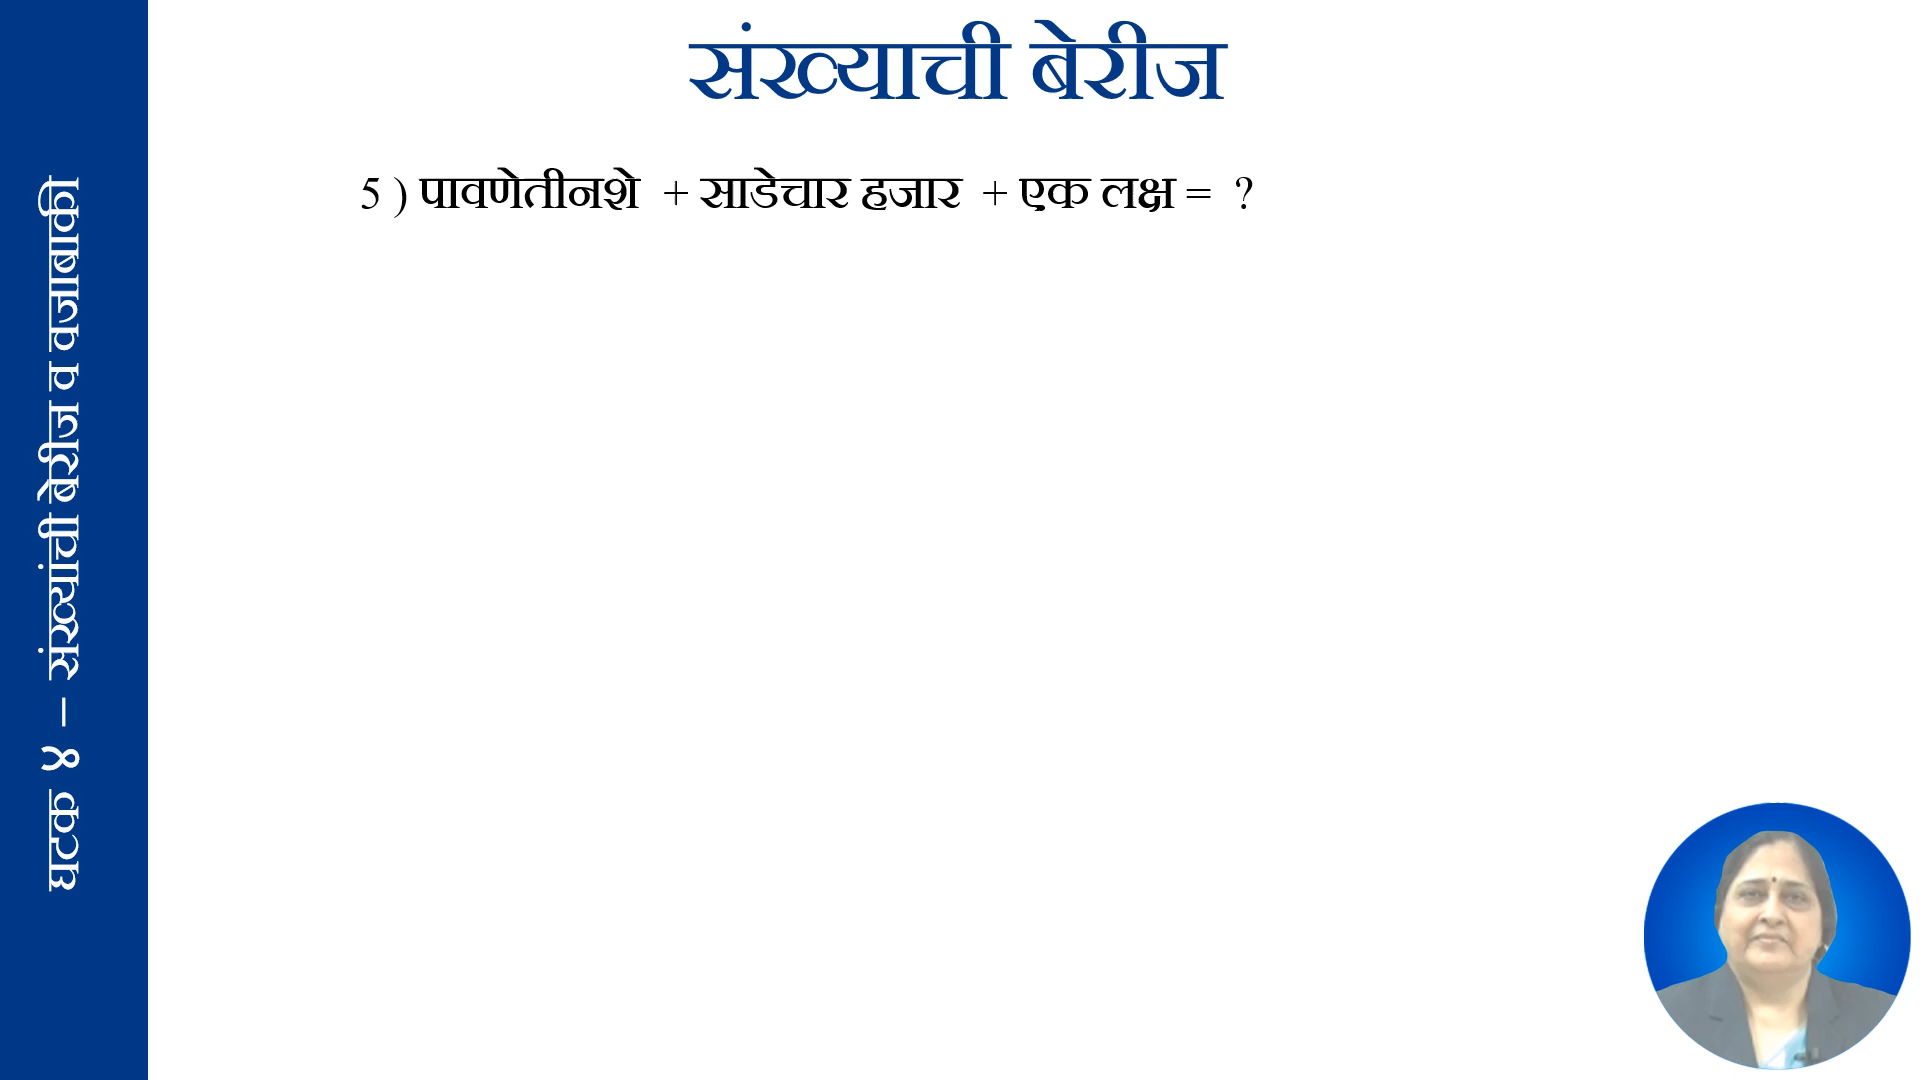 संख्याची बेरीज
5 ) पावणेतीनशे + साडेचार हजार + एक लक्ष = ?
घटक ४ – संख्यांची बेरीज व वजाबाकी